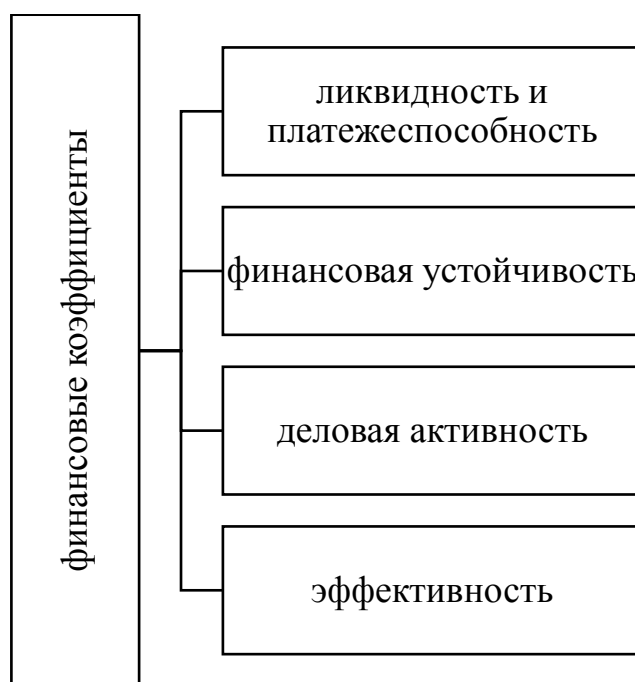 финансовые коэффициенты
ликвидность и
платежеспособность
финансовая устойчивость
деловая активность
эффективность